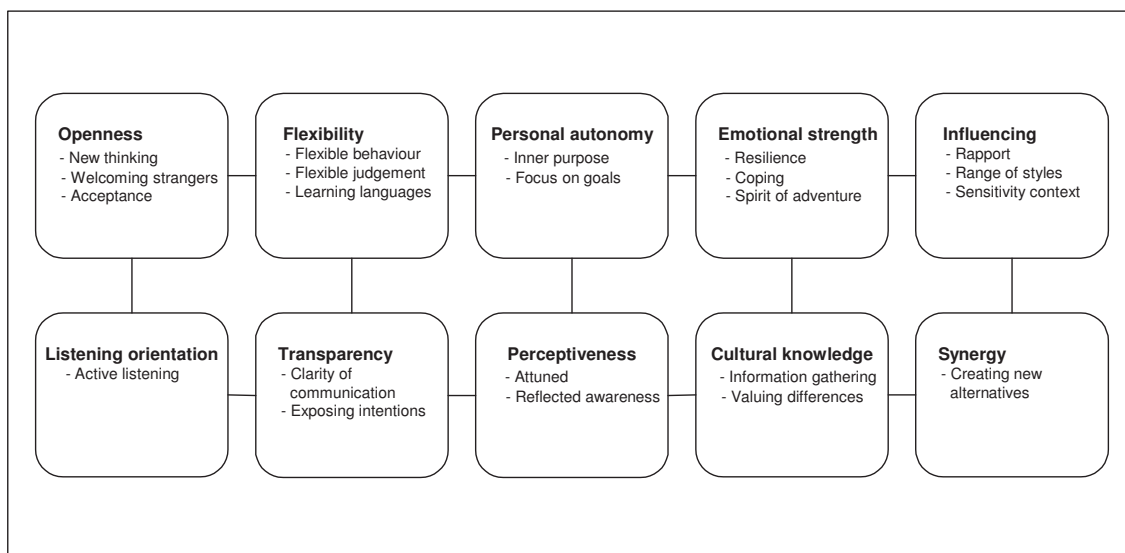 Openness
- New thinking
- Welcoming strangers
- Acceptance
Flexibility
- Flexible behaviour
- Flexible judgement
- Learning languages
Personal autonomy
- Inner purpose
- Focus on goals
Emotional strength
- Resilience
- Coping
- Spirit of adventure
Influencing
- Rapport
- Range of styles
- Sensitivity context
Listening orientation
- Active listening
Transparency
- Clarity of
communication
- Exposing intentions
Perceptiveness
- Attuned
- Reflected awareness
Cultural knowledge
- Information gathering
- Valuing differences
Synergy
- Creating new
alternatives